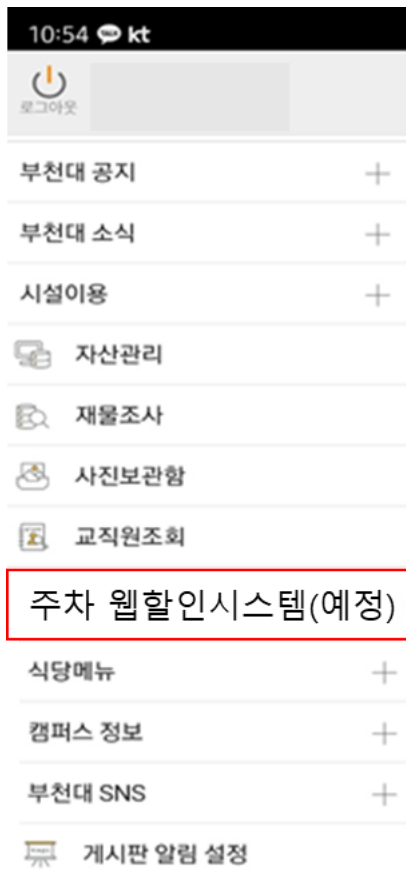 10:54 kt
로그아웃
부천대 공지
부천대 소식
시설이용
자산관리
재물조사
사진보관함
교직원조회
주차 웹할인시스템(예정)
식당메뉴
캠퍼스 정보
부천대 SNS
게시판 알림 설정